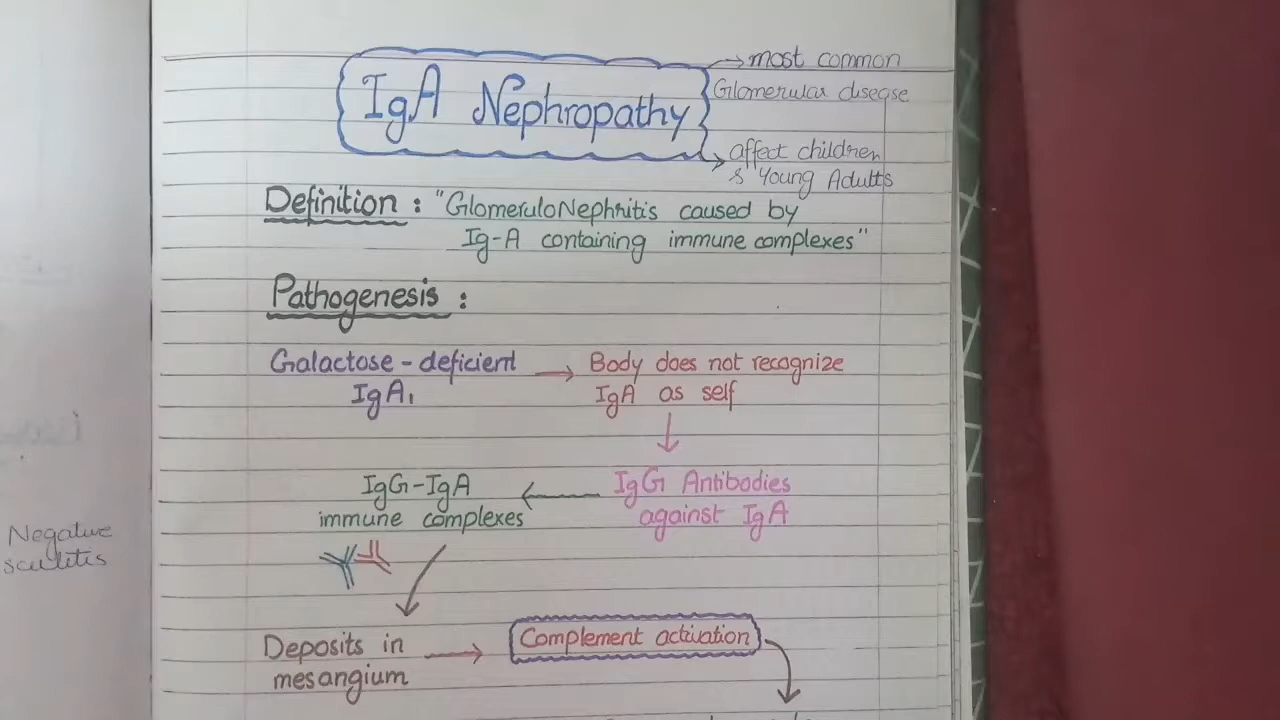 IgA Nephropathy
→ most common
Glomerular disease
→ affect children
& Young Adults
Definition : "GlomeruloNephritis caused by
Ig-A containing immune complexes"
Pathogenesis :
Galactose-deficient → Body does not recognize
IgA₁ IgA as self
IgG-IgA ← IgG Antibodies
immune complexes against IgA
Deposits in → Complement activation
mesangium
Negative